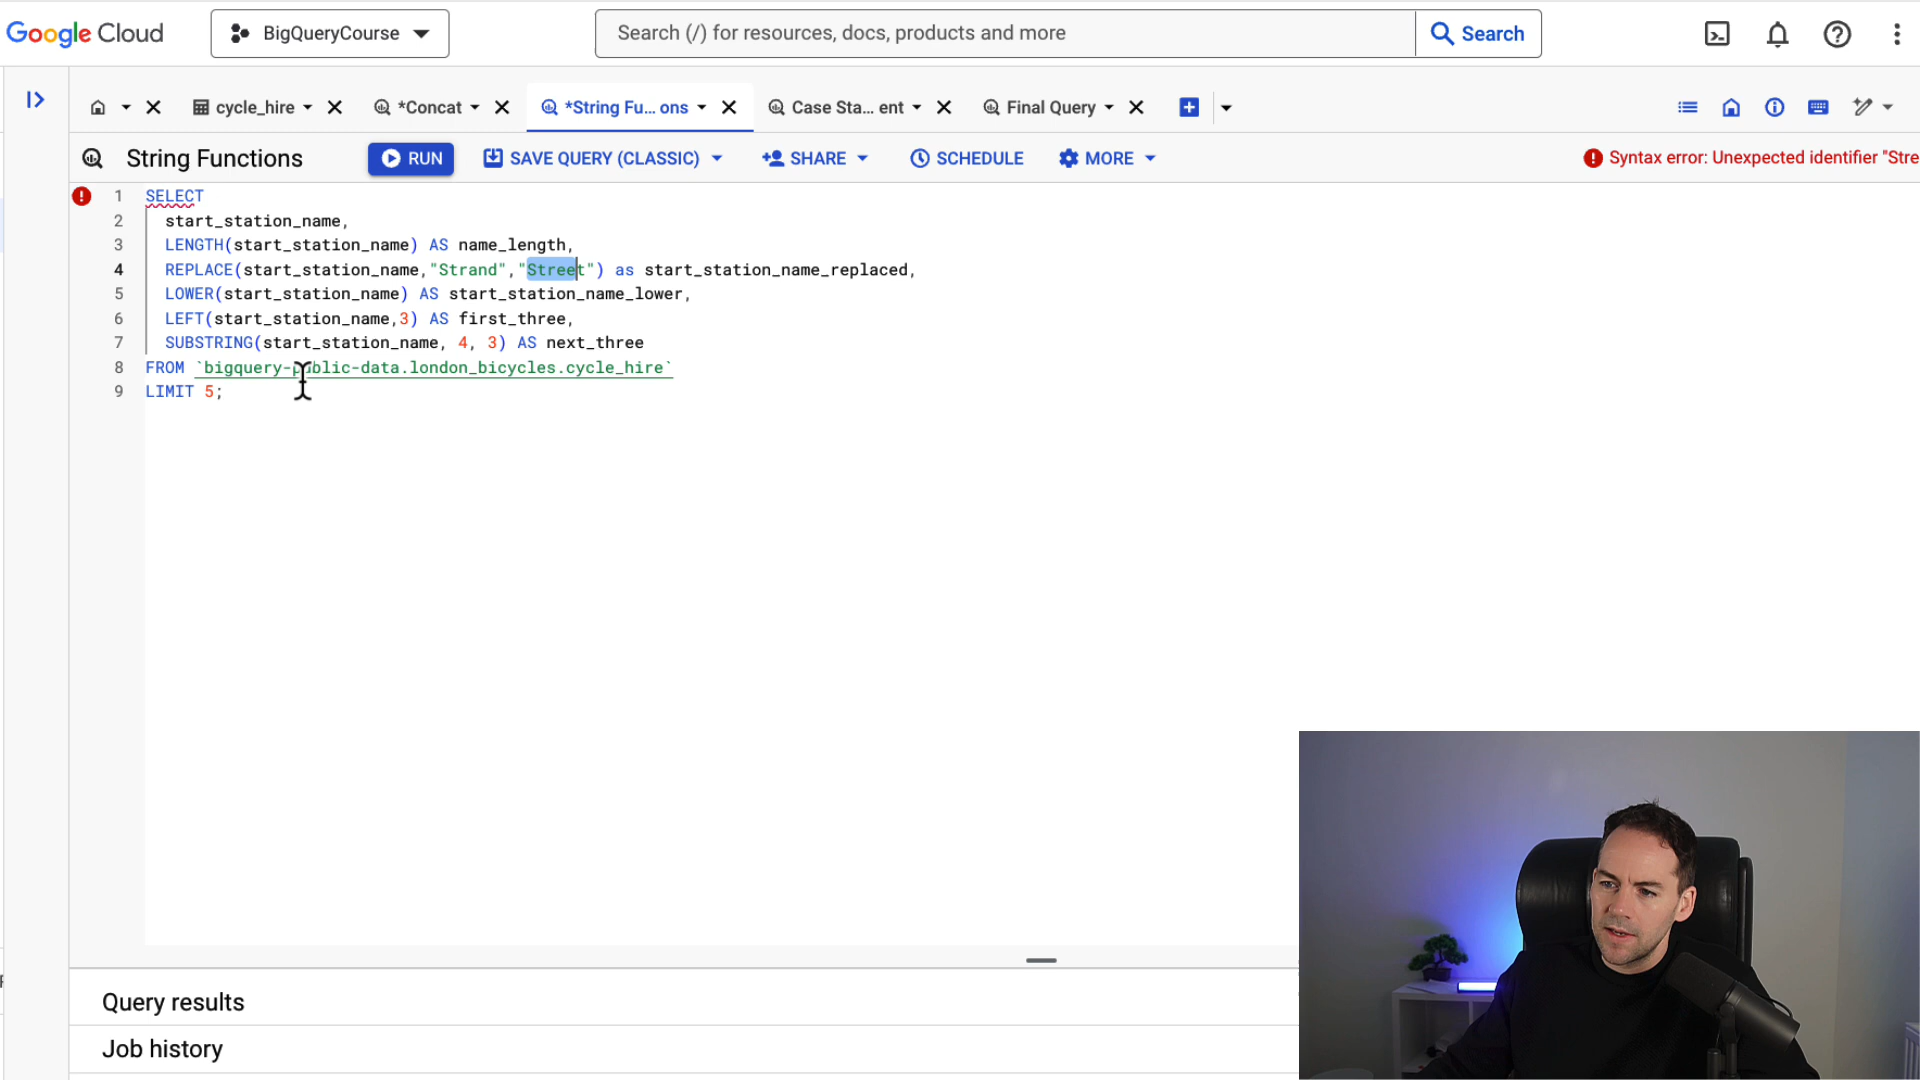 Google Cloud
BigQueryCourse
Search (/) for resources, docs, products and more
Search
cycle_hire
*Concat
*String Fu... ons
Case Sta... ent
Final Query
String Functions
RUN
SAVE QUERY (CLASSIC)
SHARE
SCHEDULE
MORE
Syntax error: Unexpected identifier "Stre
1 SELECT
2 start_station_name,
3 LENGTH(start_station_name) AS name_length,
4 REPLACE(start_station_name,"Strand","Street") as start_station_name_replaced,
5 LOWER(start_station_name) AS start_station_name_lower,
6 LEFT(start_station_name,3) AS first_three,
7 SUBSTRING(start_station_name, 4, 3) AS next_three
8 FROM `bigquery-public-data.london_bicycles.cycle_hire`
9 LIMIT 5;
Query results
Job history